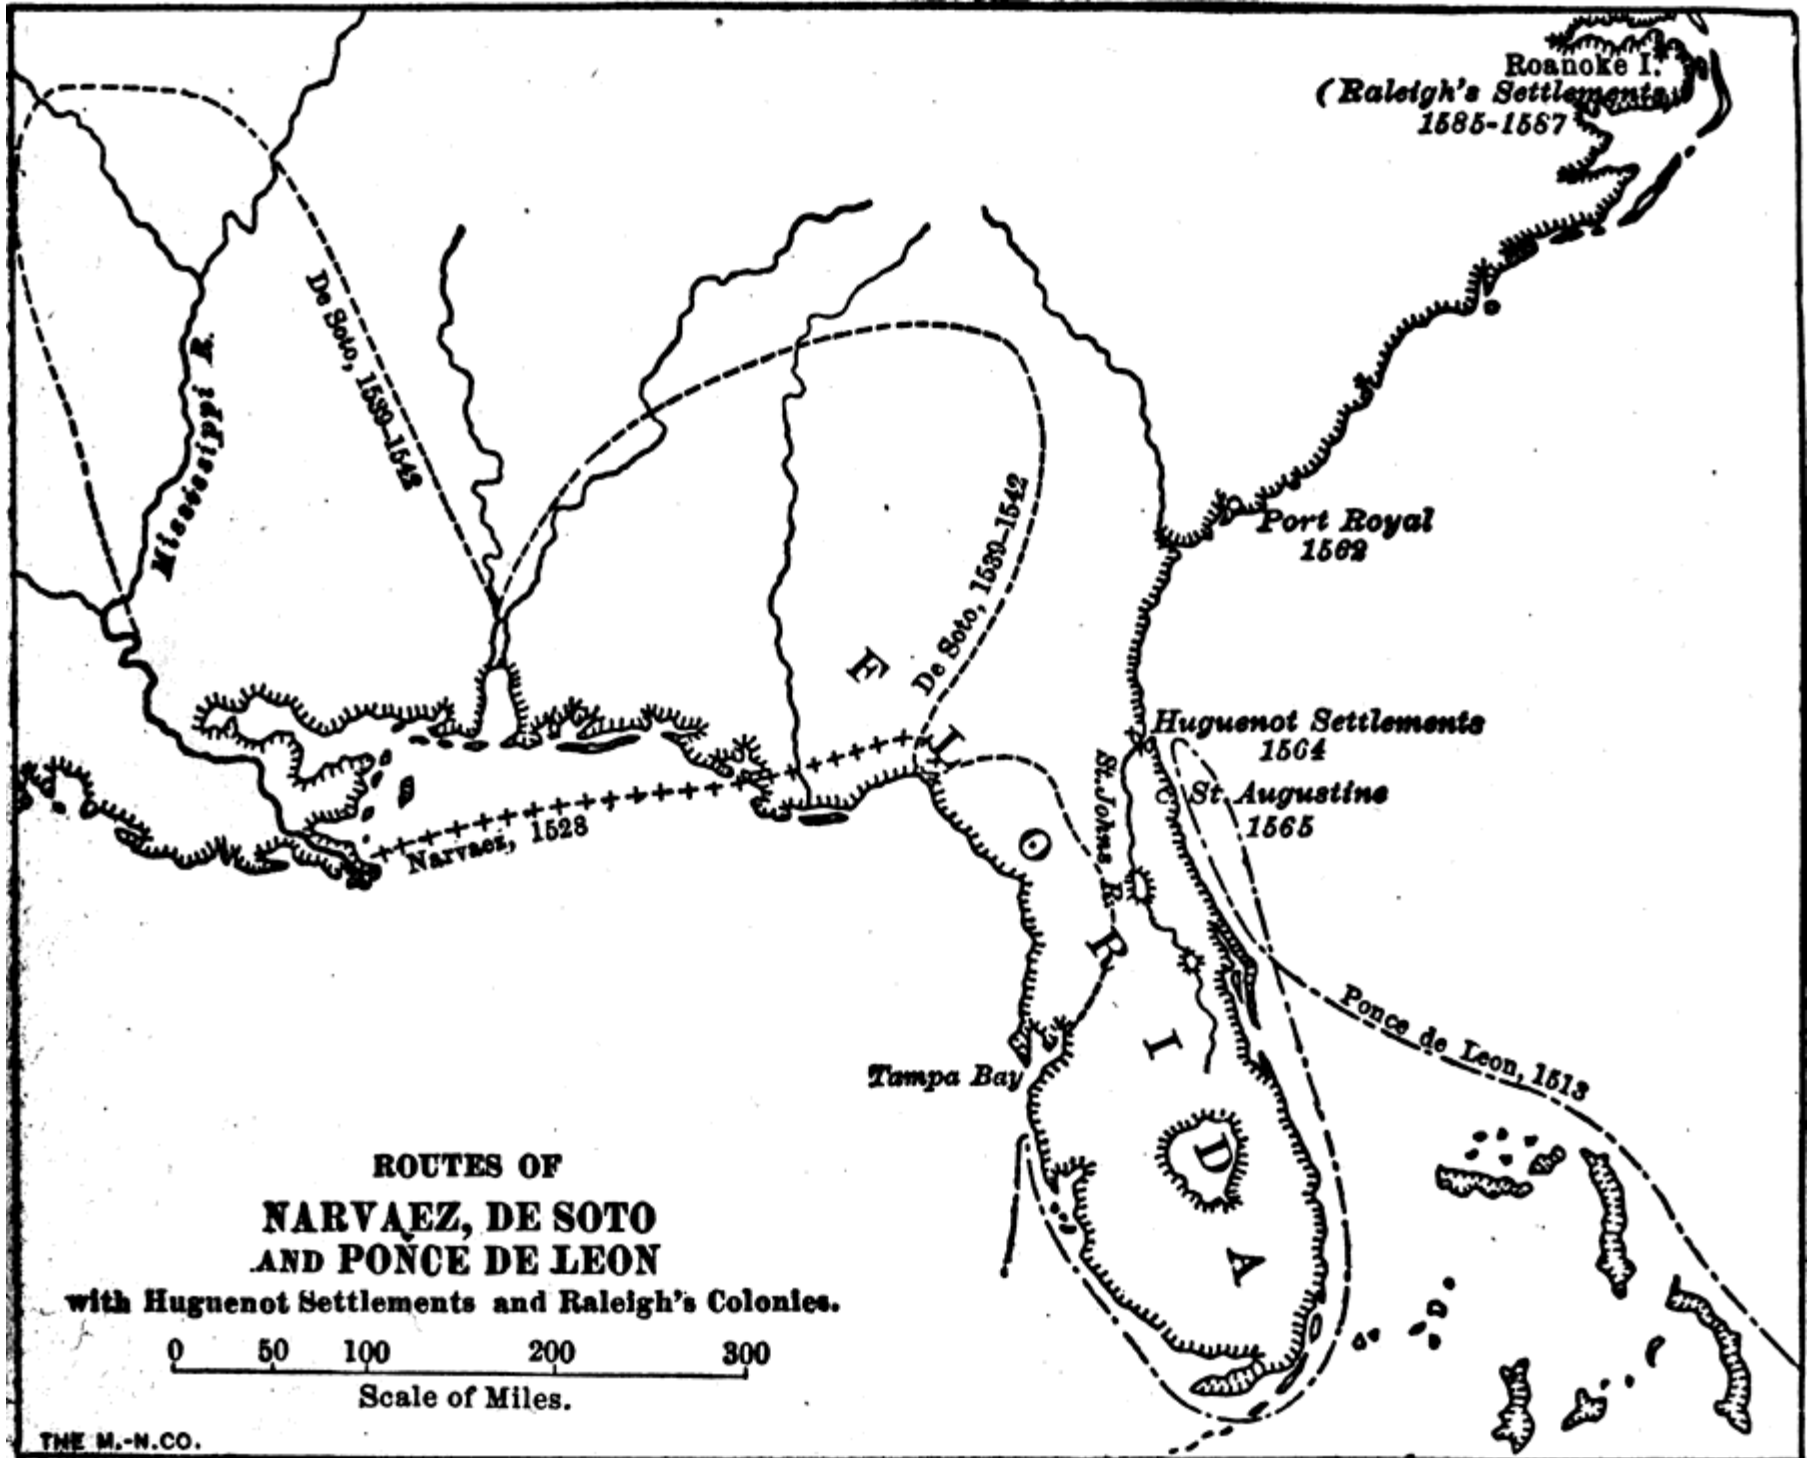 Roanoke I.
(Raleigh's Settlements
1585-1587
De Soto, 1539-1542
Mississippi R.
Port Royal
1562
De Soto, 1539-1542
Huguenot Settlements
1564
St. Augustine
1565
St. Johns R.
Narvaez, 1528
FLORIDA
Ponce de Leon, 1513
Tampa Bay
ROUTES OF
NARVAEZ, DE SOTO
AND PONCE DE LEON
with Huguenot Settlements and Raleigh's Colonies.
0 50 100 200 300
Scale of Miles.
THE M.-N.CO.